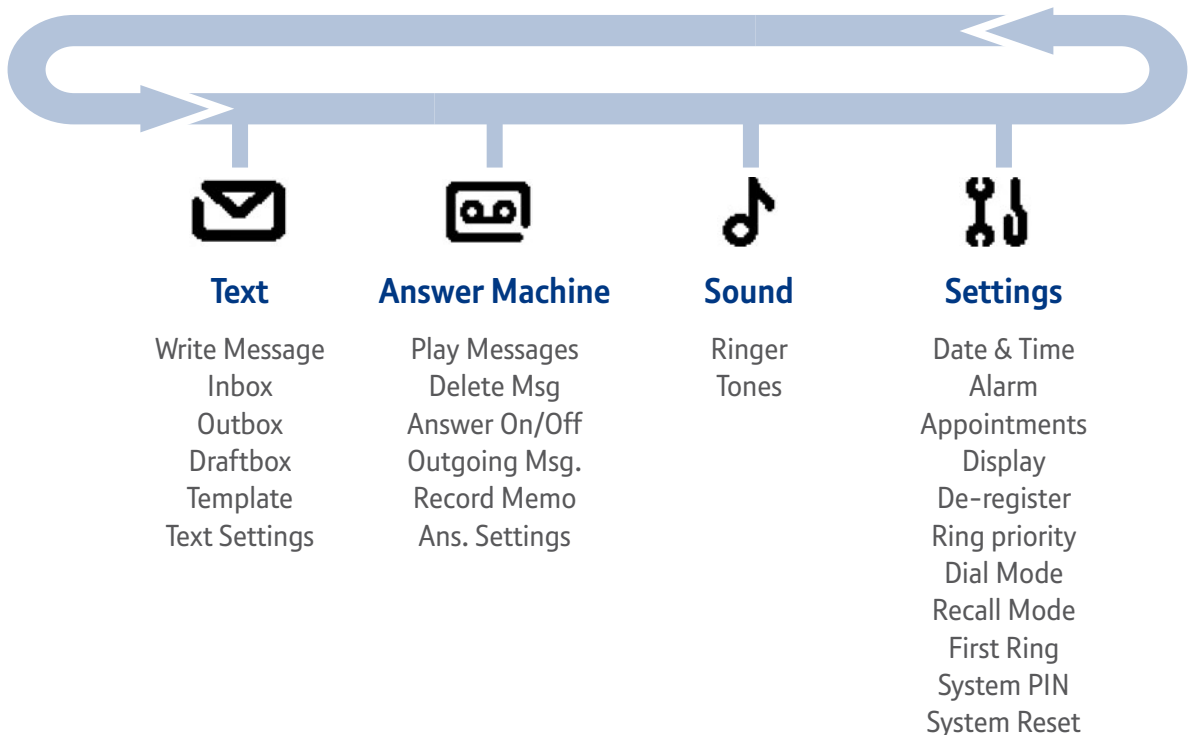 Text
Write Message
Inbox
Outbox
Draftbox
Template
Text Settings
Answer Machine
Play Messages
Delete Msg
Answer On/Off
Outgoing Msg.
Record Memo
Ans. Settings
Sound
Ringer
Tones
Settings
Date & Time
Alarm
Appointments
Display
De-register
Ring priority
Dial Mode
Recall Mode
First Ring
System PIN
System Reset